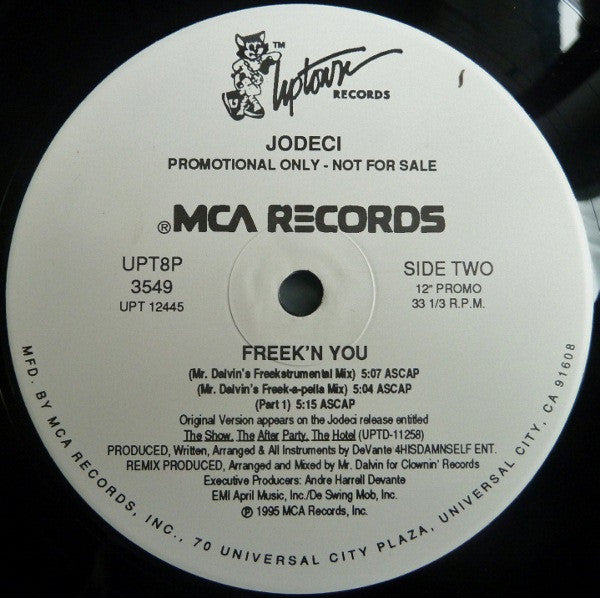 Uptown ™
RECORDS
JODECI
PROMOTIONAL ONLY - NOT FOR SALE
®MCA RECORDS
UPT8P
3549
UPT 12445
SIDE TWO
12" PROMO
33 1/3 R.P.M.
FREEK'N YOU
(Mr. Dalvin's Freekstrumental Mix) 5:07 ASCAP
(Mr. Dalvin's Freek-a-pella Mix) 5:04 ASCAP
(Part 1) 5:15 ASCAP
Original Version appears on the Jodeci release entitled
The Show, The After Party, The Hotel (UPTD-11258)
PRODUCED, Written, Arranged & All Instruments by DeVante 4HISDAMNSELF ENT.
REMIX PRODUCED, Arranged and Mixed by Mr. Dalvin for Clownin' Records
Executive Producers: Andre Harrell Devante
EMI April Music, Inc./De Swing Mob, Inc.
℗ 1995 MCA Records, Inc.
MFD. BY MCA RECORDS, INC., 70 UNIVERSAL CITY PLAZA, UNIVERSAL CITY, CA 91608